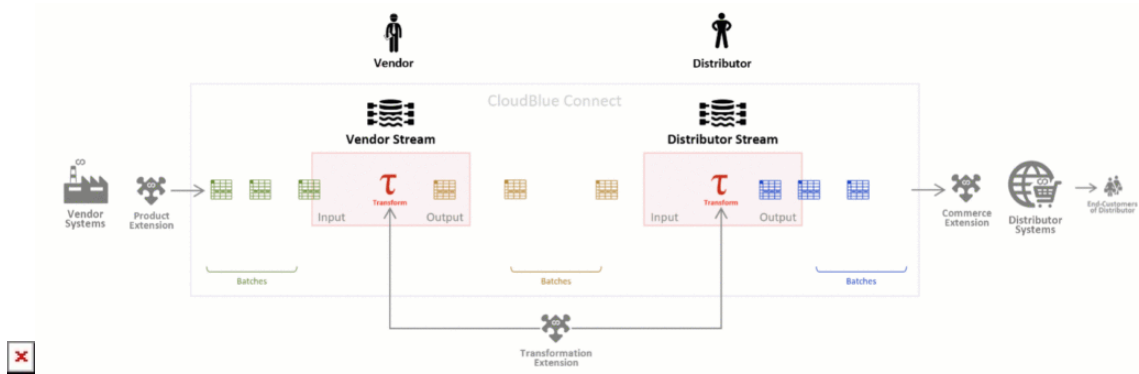 Vendor
Distributor
CloudBlue Connect
Vendor Stream
Distributor Stream
τ
Transform
Input
Output
τ
Transform
Input
Output
Vendor
Systems
Product
Extension
Commerce
Extension
Distributor
Systems
End-Customers
of Distributor
Batches
Batches
Batches
Transformation
Extension